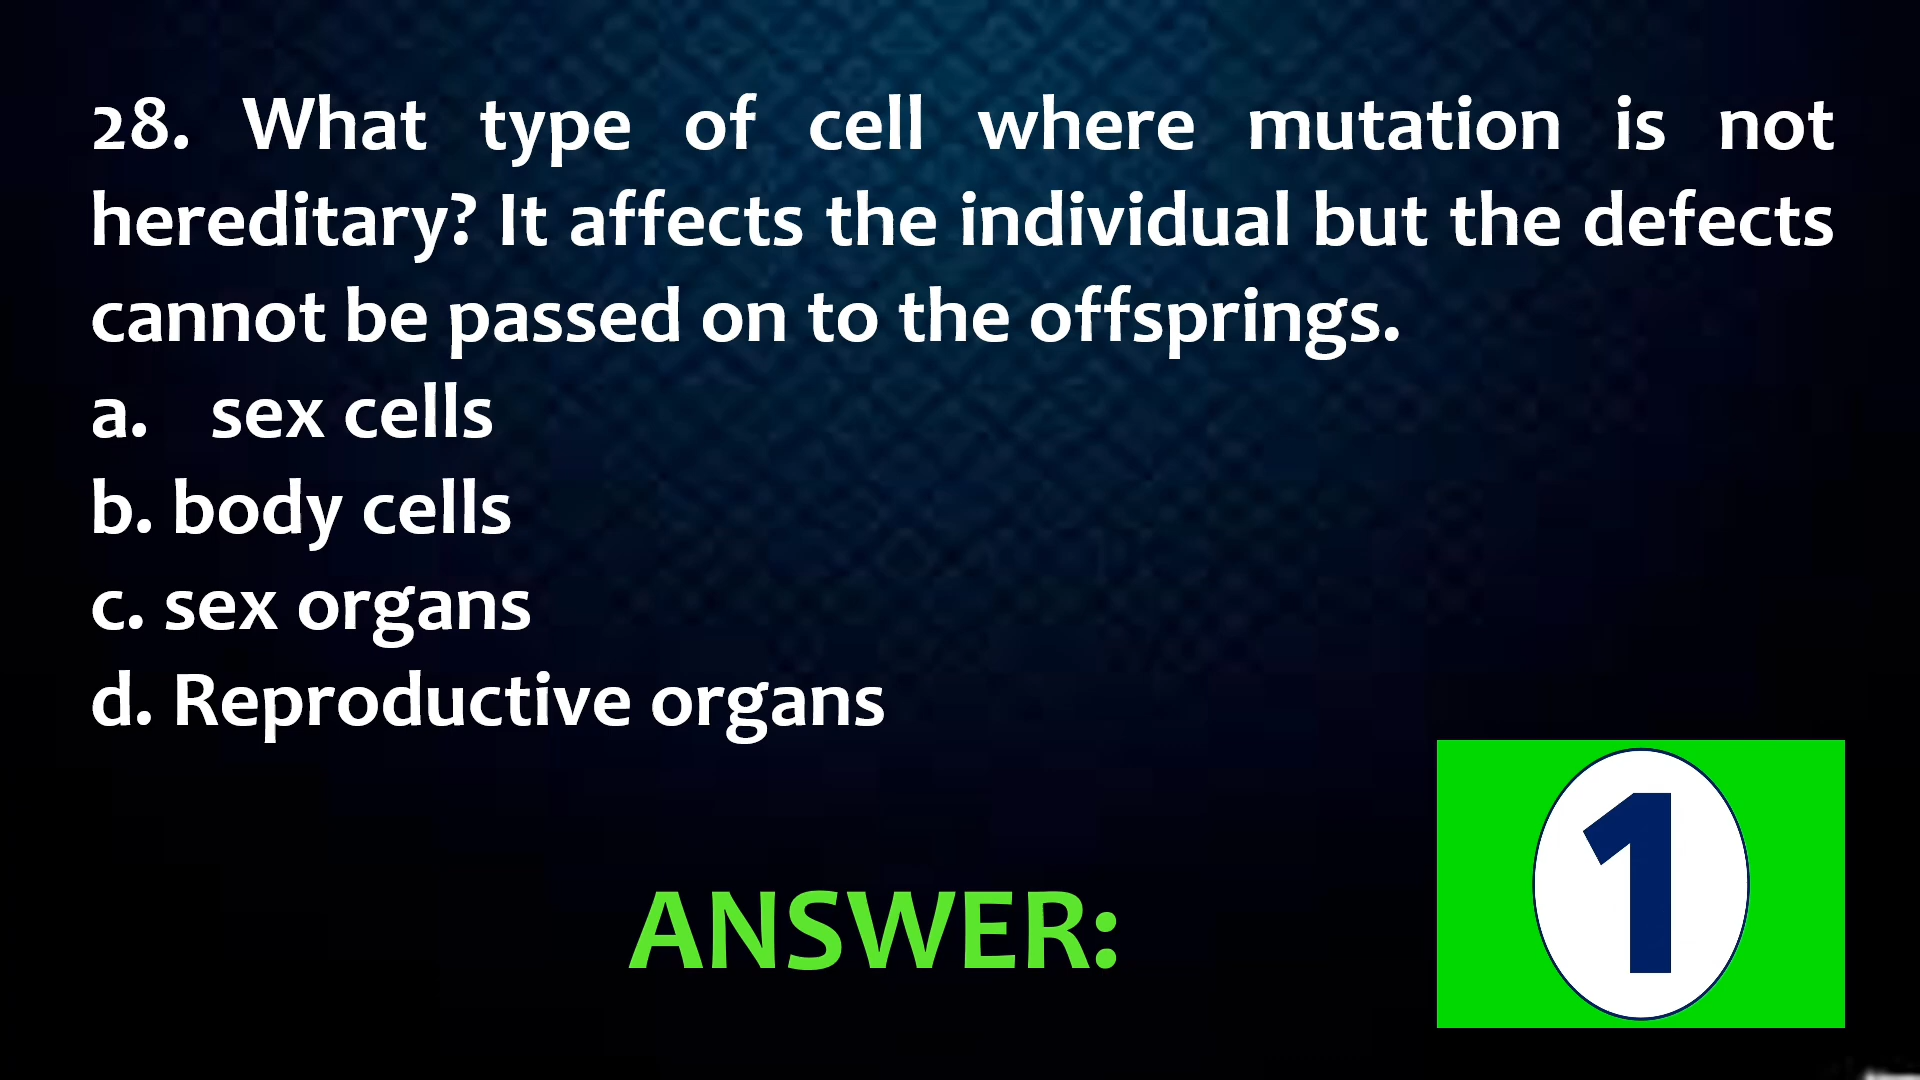 28. What type of cell where mutation is not
hereditary? It affects the individual but the defects
cannot be passed on to the offsprings.
a. sex cells
b. body cells
c. sex organs
d. Reproductive organs
ANSWER:
1